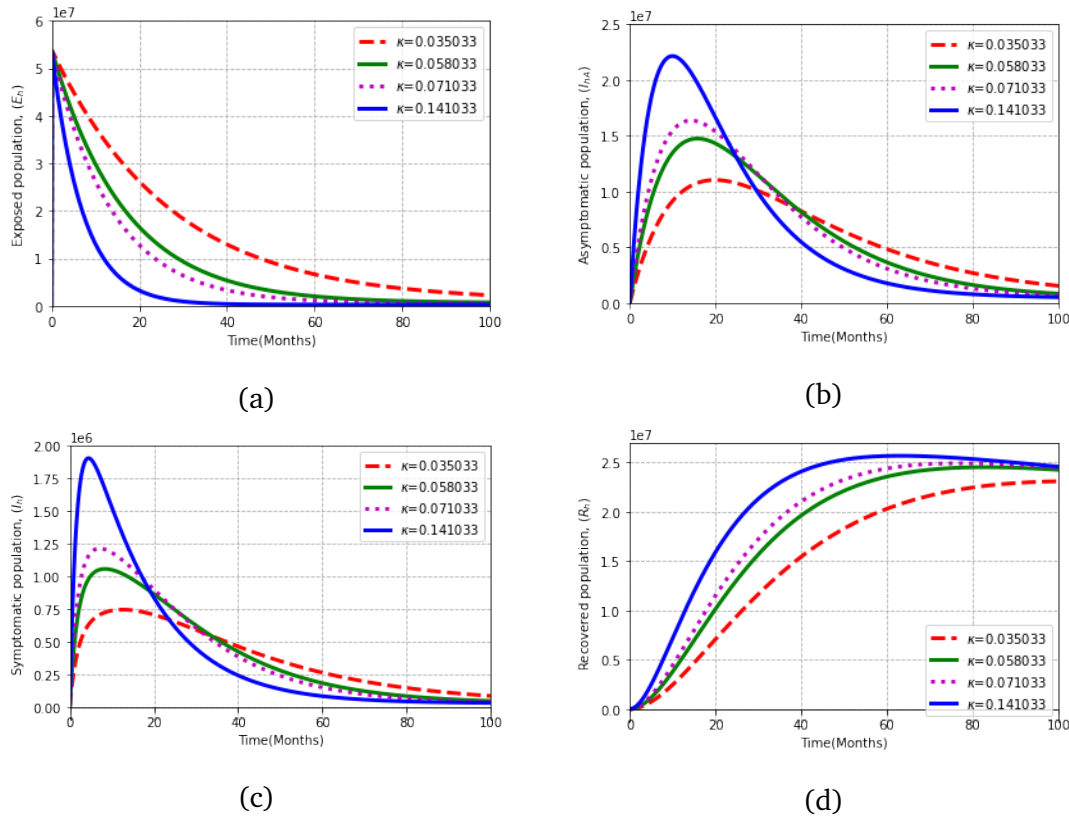 6 1e7
κ=0.035033
κ=0.058033
κ=0.071033
κ=0.141033
5
4
3
2
1
0
0 20 40 60 80 100
Exposed population, (Eh)
Time(Months)
(a)
1e7
κ=0.035033
κ=0.058033
κ=0.071033
κ=0.141033
2.5
2.0
1.5
1.0
0.5
0.0
0 20 40 60 80 100
Asymptomatic population, (IhA)
Time(Months)
(b)
1e6
κ=0.035033
κ=0.058033
κ=0.071033
κ=0.141033
2.00
1.75
1.50
1.25
1.00
0.75
0.50
0.25
0.00
0 20 40 60 80 100
Symptomatic population, (Ih)
Time(Months)
(c)
1e7
2.5
2.0
1.5
1.0
0.5
0.0
κ=0.035033
κ=0.058033
κ=0.071033
κ=0.141033
0 20 40 60 80 100
Recovered population, (Rh)
Time(Months)
(d)